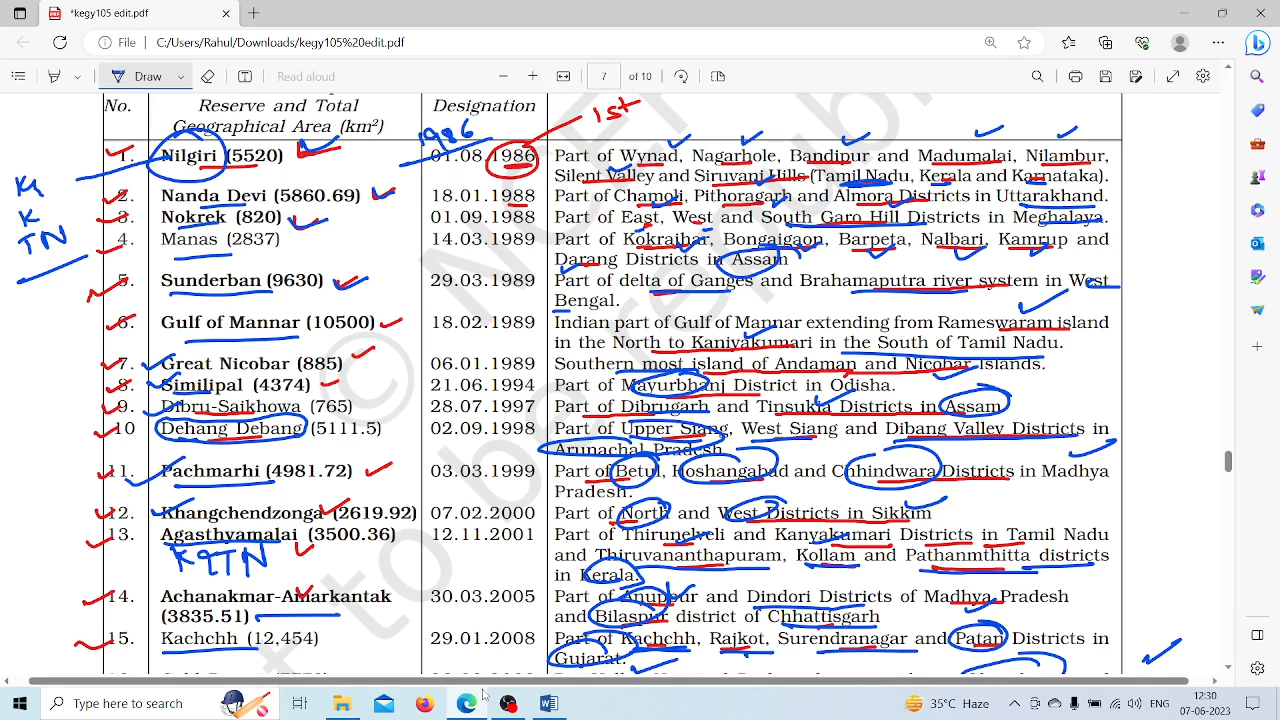 *kegy105 edit.pdf
File C:/Users/Rahul/Downloads/kegy105%20edit.pdf
Draw Read aloud 7 of 10
No. Reserve and Total Designation
Geographical Area (km²)
1986
1st
1. Nilgiri (5520) 01.08.1986 Part of Wynad, Nagarhole, Bandipur and Madumalai, Nilambur,
Silent Valley and Siruvani Hills (Tamil Nadu, Kerala and Karnataka).
K
TN
2. Nanda Devi (5860.69) 18.01.1988 Part of Chamoli, Pithoragarh and Almora Districts in Uttarakhand.
3. Nokrek (820) 01.09.1988 Part of East, West and South Garo Hill Districts in Meghalaya.
4. Manas (2837) 14.03.1989 Part of Kokrajhar, Bongaigaon, Barpeta, Nalbari, Kamrup and
Darang Districts in Assam
5. Sunderban (9630) 29.03.1989 Part of delta of Ganges and Brahamaputra river system in West
Bengal.
6. Gulf of Mannar (10500) 18.02.1989 Indian part of Gulf of Mannar extending from Rameswaram island
in the North to Kaniyakumari in the South of Tamil Nadu.
7. Great Nicobar (885) 06.01.1989 Southern most island of Andaman and Nicobar Islands.
8. Similipal (4374) 21.06.1994 Part of Mayurbhanj District in Odisha.
9. Dibru-Saikhowa (765) 28.07.1997 Part of Dibrugarh and Tinsukia Districts in Assam
10 Dehang Debang (5111.5) 02.09.1998 Part of Upper Siang, West Siang and Dibang Valley Districts in
Arunachal Pradesh
11. Pachmarhi (4981.72) 03.03.1999 Part of Betul, Hoshangabad and Chhindwara Districts in Madhya
Pradesh.
12. Khangchendzonga (2619.92) 07.02.2000 Part of North and West Districts in Sikkim
13. Agasthyamalai (3500.36) 12.11.2001 Part of Thirunelveli and Kanyakumari Districts in Tamil Nadu
and Thiruvananthapuram, Kollam and Pathanmthitta districts
in Kerala.
14. Achanakmar-Amarkantak 30.03.2005 Part of Anuppur and Dindori Districts of Madhya Pradesh
(3835.51) and Bilaspur district of Chhattisgarh
15. Kachchh (12,454) 29.01.2008 Part of Kachchh, Rajkot, Surendranagar and Patan Districts in
Gujarat.
© NCERT
to be republ
Type here to search
35°C Haze
ENG
12:30
07-06-2023